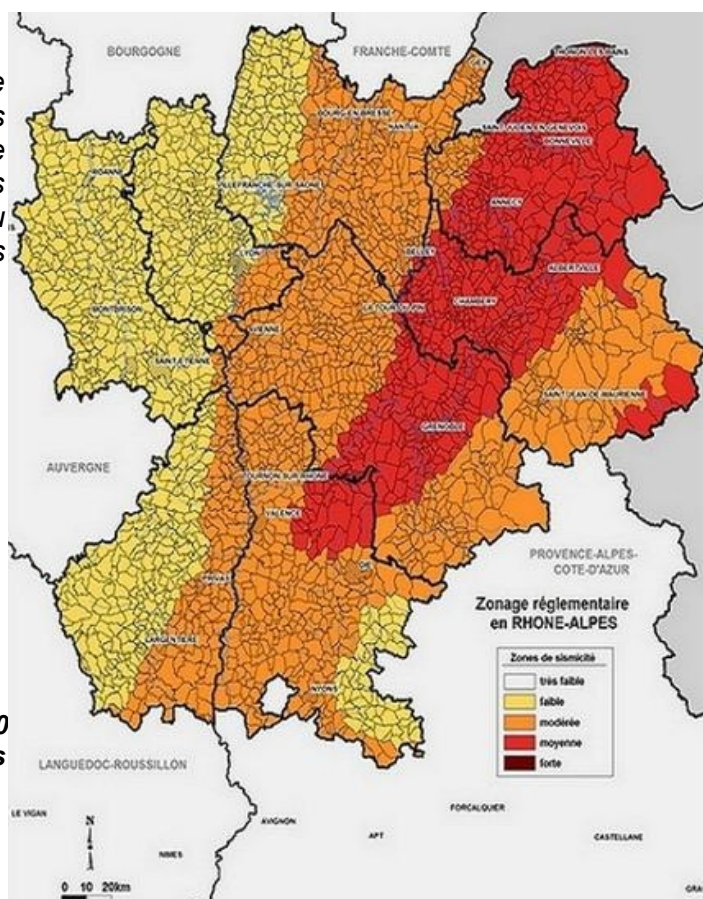 BOURGOGNE
FRANCHE-COMTE
THONON-LES-BAINS
GEX
BOURG-EN-BRESSE
NANTUA
SAINT-JULIEN-EN-GENEVOIS
BONNEVILLE
ROANNE
VILLEFRANCHE-SUR-SAONE
ANNECY
LYON
BELLEY
ALBERTVILLE
MONTBRISON
LA TOUR-DU-PIN
CHAMBERY
VIENNE
SAINT-ETIENNE
SAINT-JEAN-DE-MAURIENNE
GRENOBLE
AUVERGNE
TOURNON-SUR-RHONE
VALENCE
PROVENCE-ALPES-
COTE-D'AZUR
DIE
PRIVAS
Zonage réglementaire
en RHONE-ALPES
LARGENTIERE
Zones de sismicité
très faible
faible
NYONS
modérée
moyenne
forte
LANGUEDOC-ROUSSILLON
LE VIGAN
N
AVIGNON
FORCALQUIER
APT
CASTELLANE
NIMES
0 10 20km